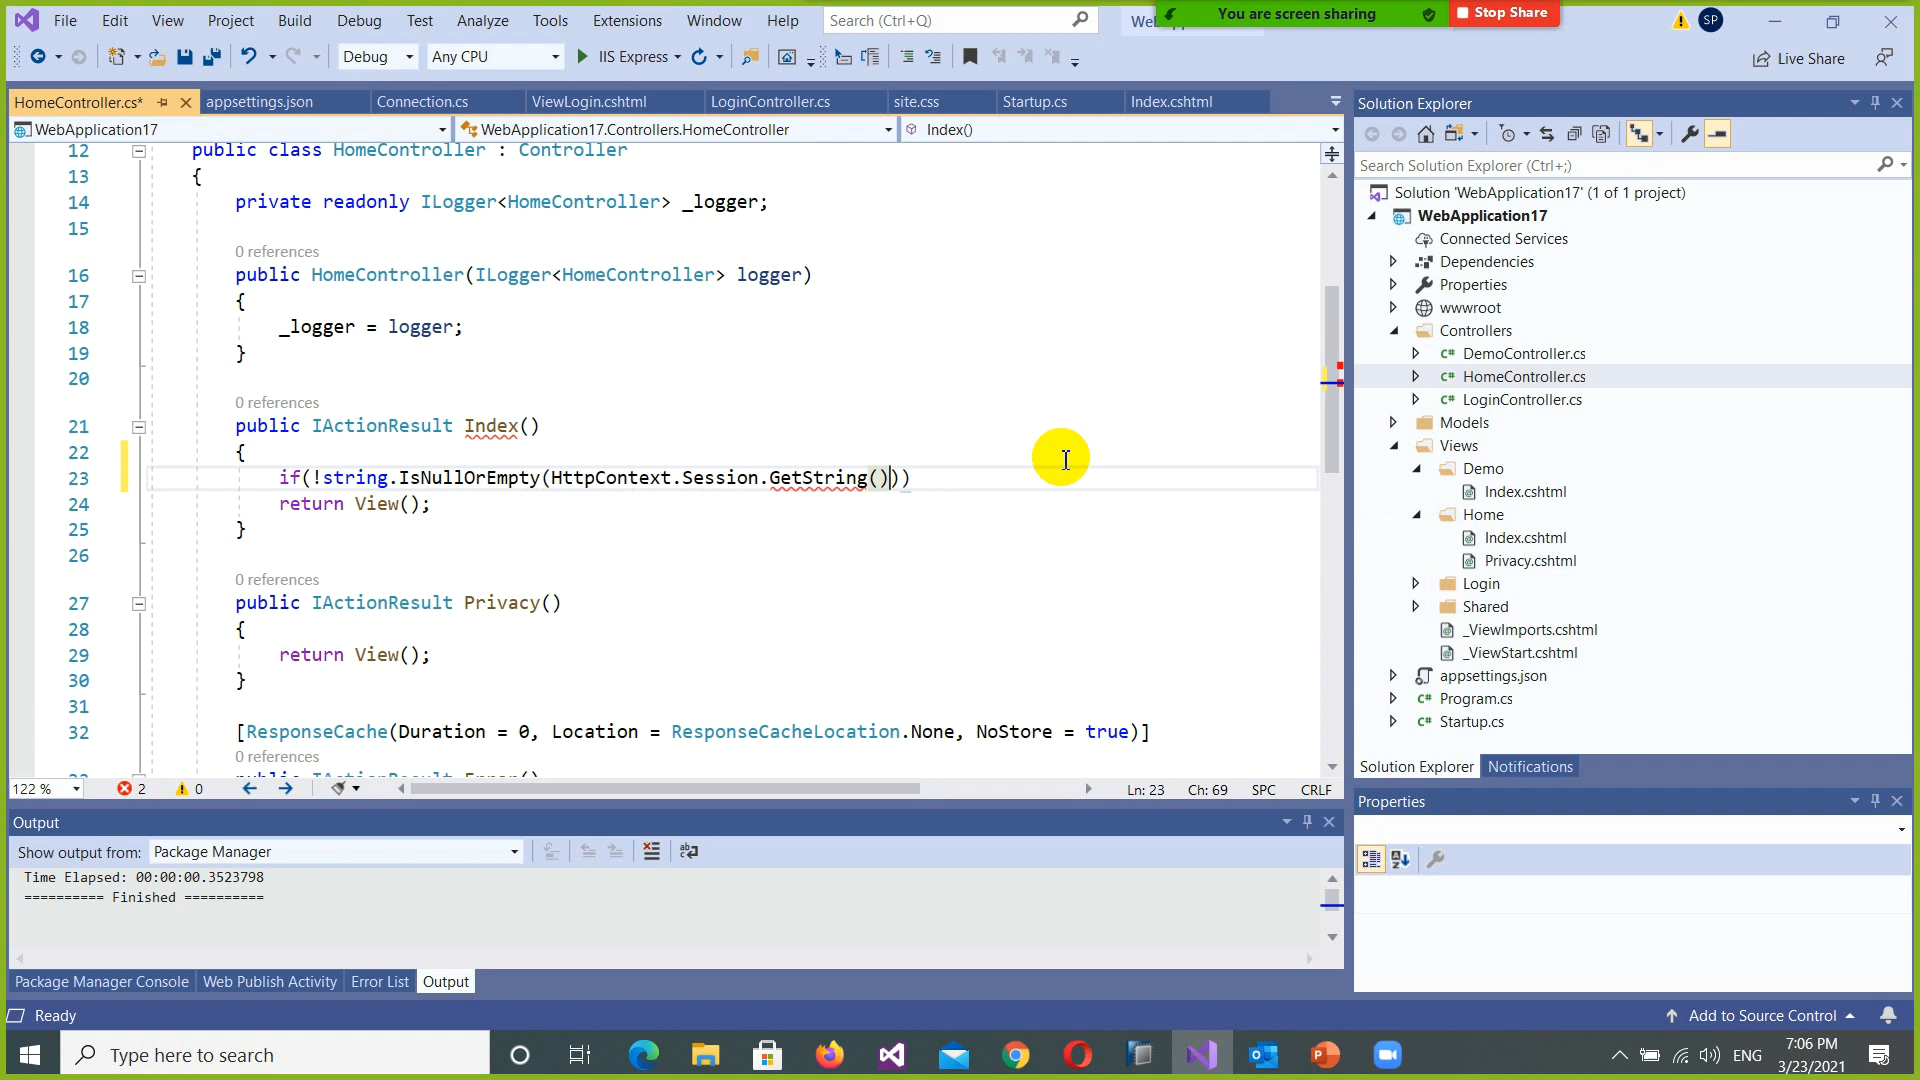 File Edit View Project Build Debug Test Analyze Tools Extensions Window Help Search (Ctrl+Q) You are screen sharing Stop Share SP
Debug Any CPU IIS Express Live Share
HomeController.cs* appsettings.json Connection.cs ViewLogin.cshtml LoginController.cs site.css Startup.cs Index.cshtml
WebApplication17 WebApplication17.Controllers.HomeController Index()
12 public class HomeController : Controller
13 {
14 private readonly ILogger<HomeController> _logger;
15
0 references
16 public HomeController(ILogger<HomeController> logger)
17 {
18 _logger = logger;
19 }
20
0 references
21 public IActionResult Index()
22 {
23 if(!string.IsNullOrEmpty(HttpContext.Session.GetString()))
24 return View();
25 }
26
0 references
27 public IActionResult Privacy()
28 {
29 return View();
30 }
31
32 [ResponseCache(Duration = 0, Location = ResponseCacheLocation.None, NoStore = true)]
0 references
122 % 2 0 Ln: 23 Ch: 69 SPC CRLF
Output
Show output from: Package Manager
Time Elapsed: 00:00:00.3523798
========== Finished ==========
Package Manager Console Web Publish Activity Error List Output
Solution Explorer
Search Solution Explorer (Ctrl+;)
Solution 'WebApplication17' (1 of 1 project)
WebApplication17
Connected Services
Dependencies
Properties
wwwroot
Controllers
C# DemoController.cs
C# HomeController.cs
C# LoginController.cs
Models
Views
Demo
Index.cshtml
Home
Index.cshtml
Privacy.cshtml
Login
Shared
_ViewImports.cshtml
_ViewStart.cshtml
appsettings.json
C# Program.cs
C# Startup.cs
Solution Explorer Notifications
Properties
Ready Add to Source Control
Type here to search ENG 7:06 PM
3/23/2021